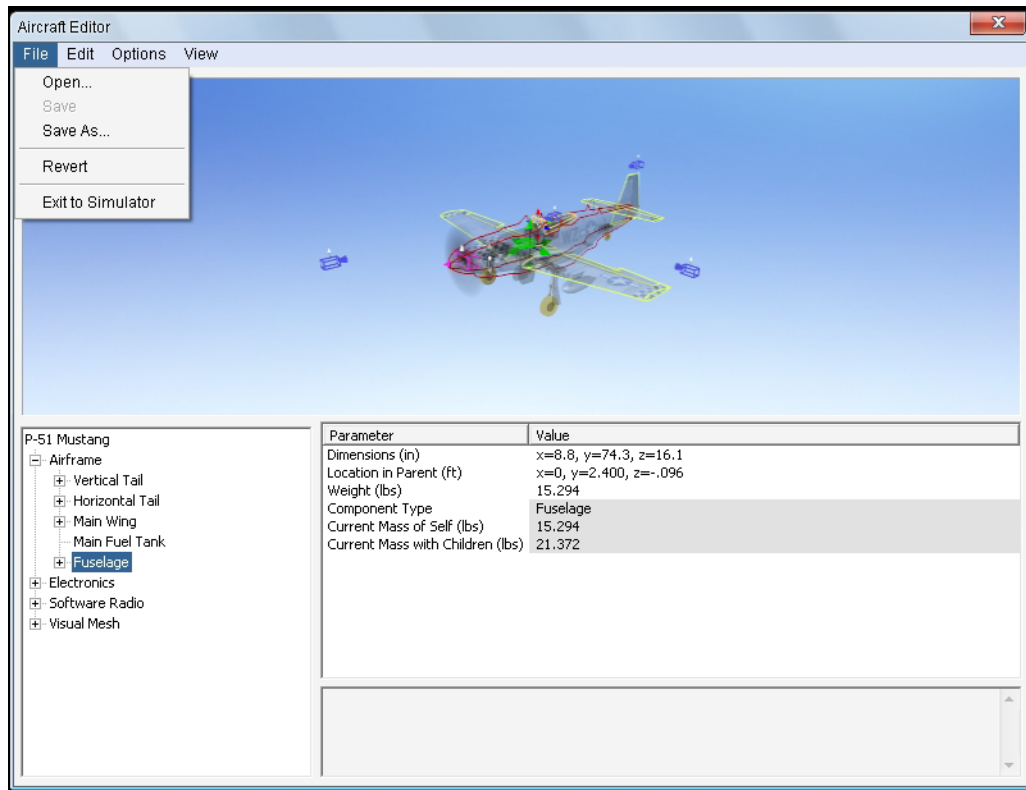 Aircraft Editor
File Edit Options View
Open...
Save
Save As...
Revert
Exit to Simulator
P-51 Mustang
Airframe
Vertical Tail
Horizontal Tail
Main Wing
Main Fuel Tank
Fuselage
Electronics
Software Radio
Visual Mesh
Parameter Value
Dimensions (in) x=8.8, y=74.3, z=16.1
Location in Parent (ft) x=0, y=2.400, z=-.096
Weight (lbs) 15.294
Component Type Fuselage
Current Mass of Self (lbs) 15.294
Current Mass with Children (lbs) 21.372